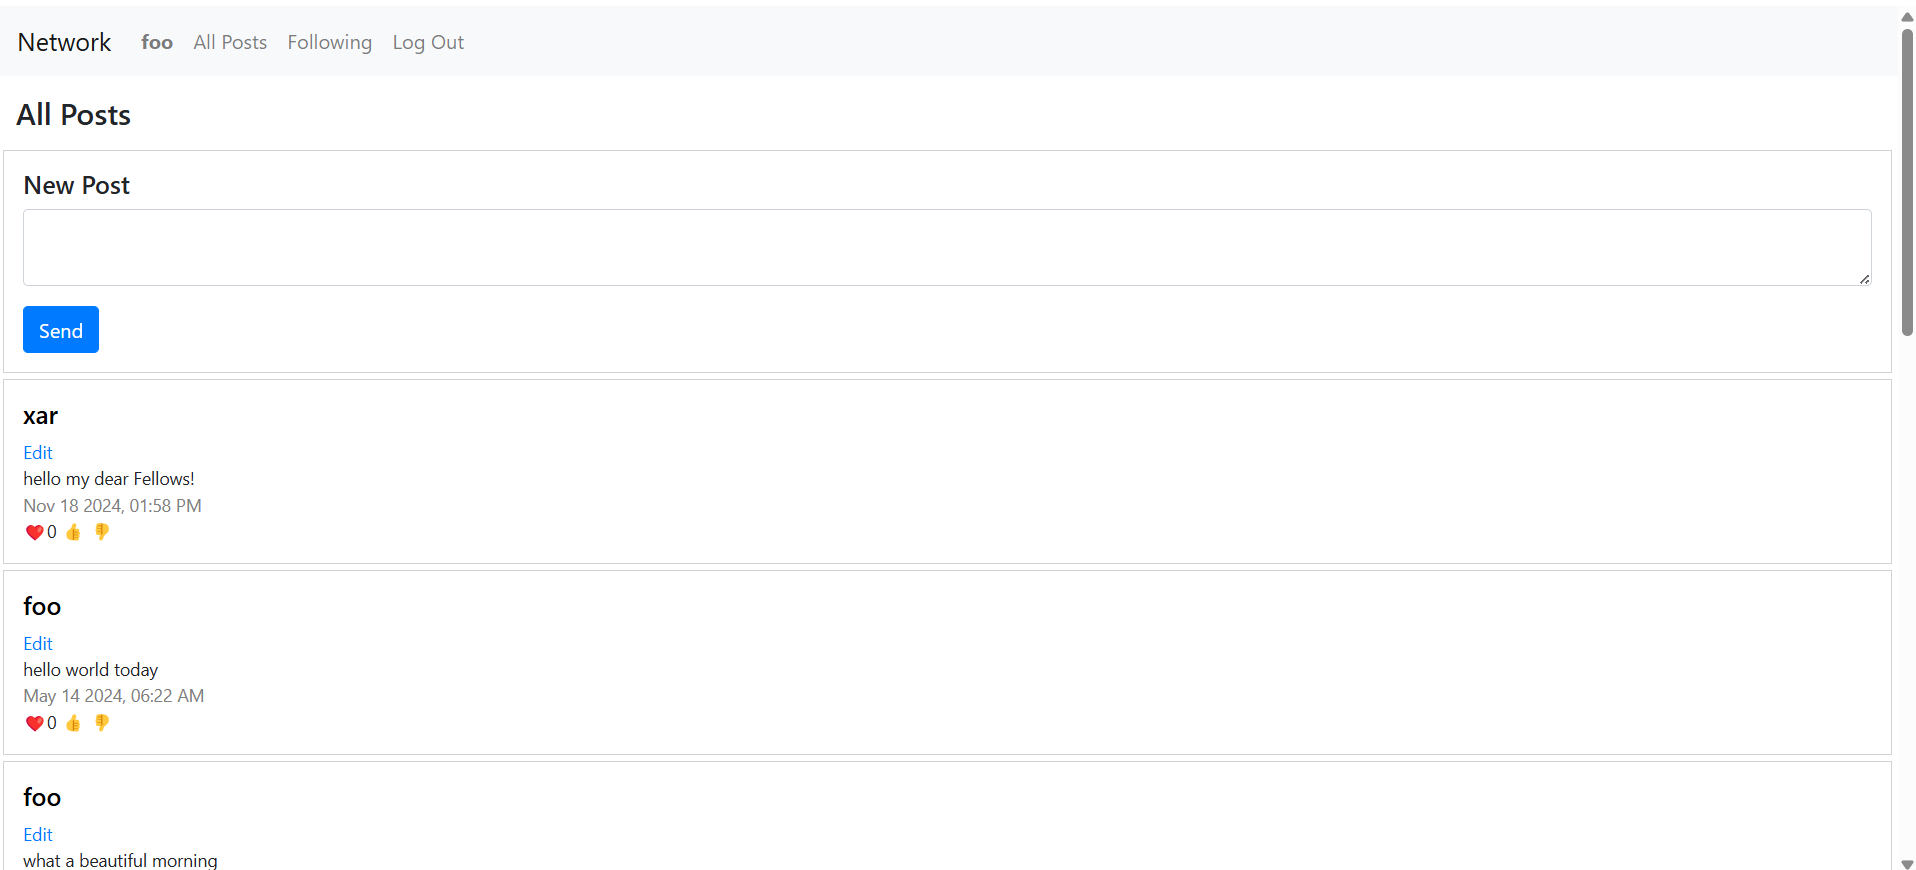 Network foo All Posts Following Log Out
All Posts
New Post
Send
xar
Edit
hello my dear Fellows!
Nov 18 2024, 01:58 PM
❤️0 👍 👎
foo
Edit
hello world today
May 14 2024, 06:22 AM
❤️0 👍 👎
foo
Edit
what a beautiful morning